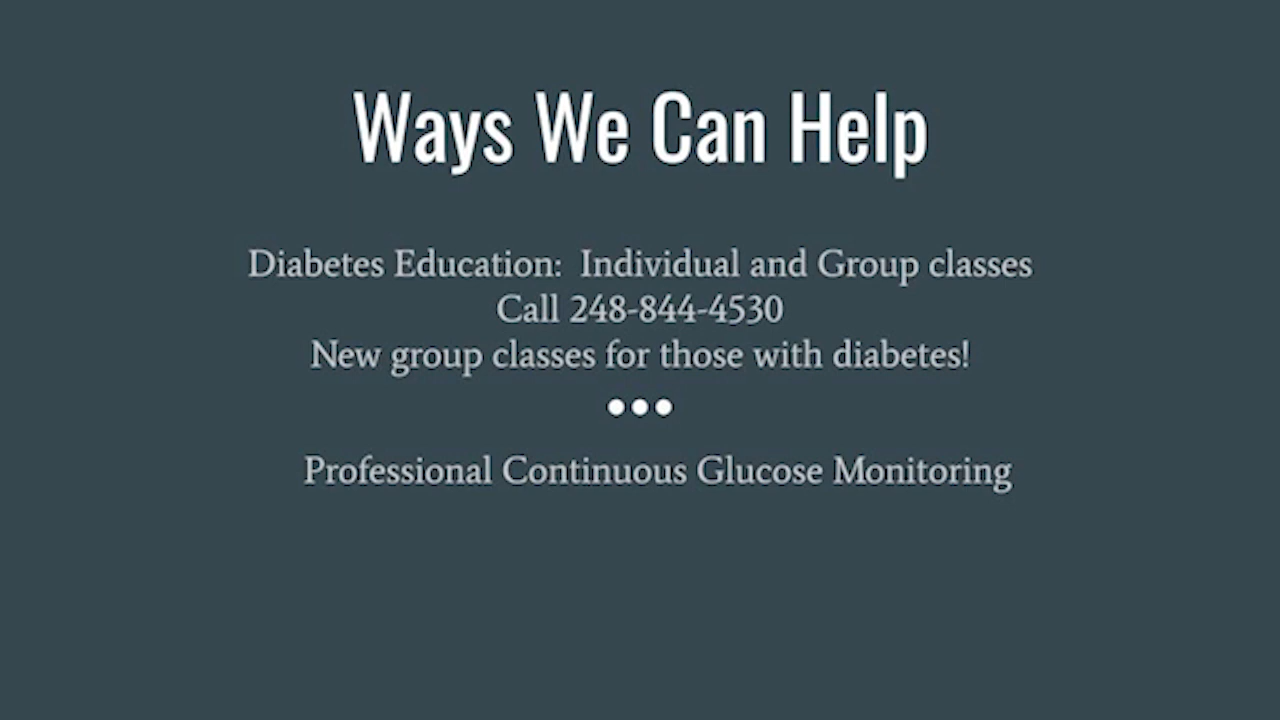 Ways We Can Help
Diabetes Education:  Individual and Group classes
Call 248-844-4530
New group classes for those with diabetes!
Professional Continuous Glucose Monitoring